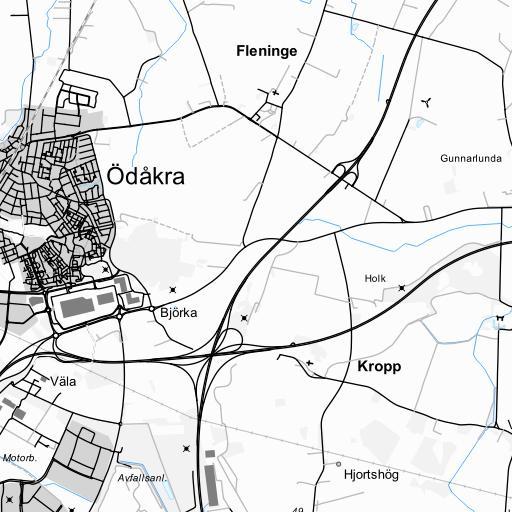 Fleninge
Gunnarlunda
Ödåkra
Holk
Björka
Kropp
Väla
Motorb.
Hjortshög
Avfallsanl.
49